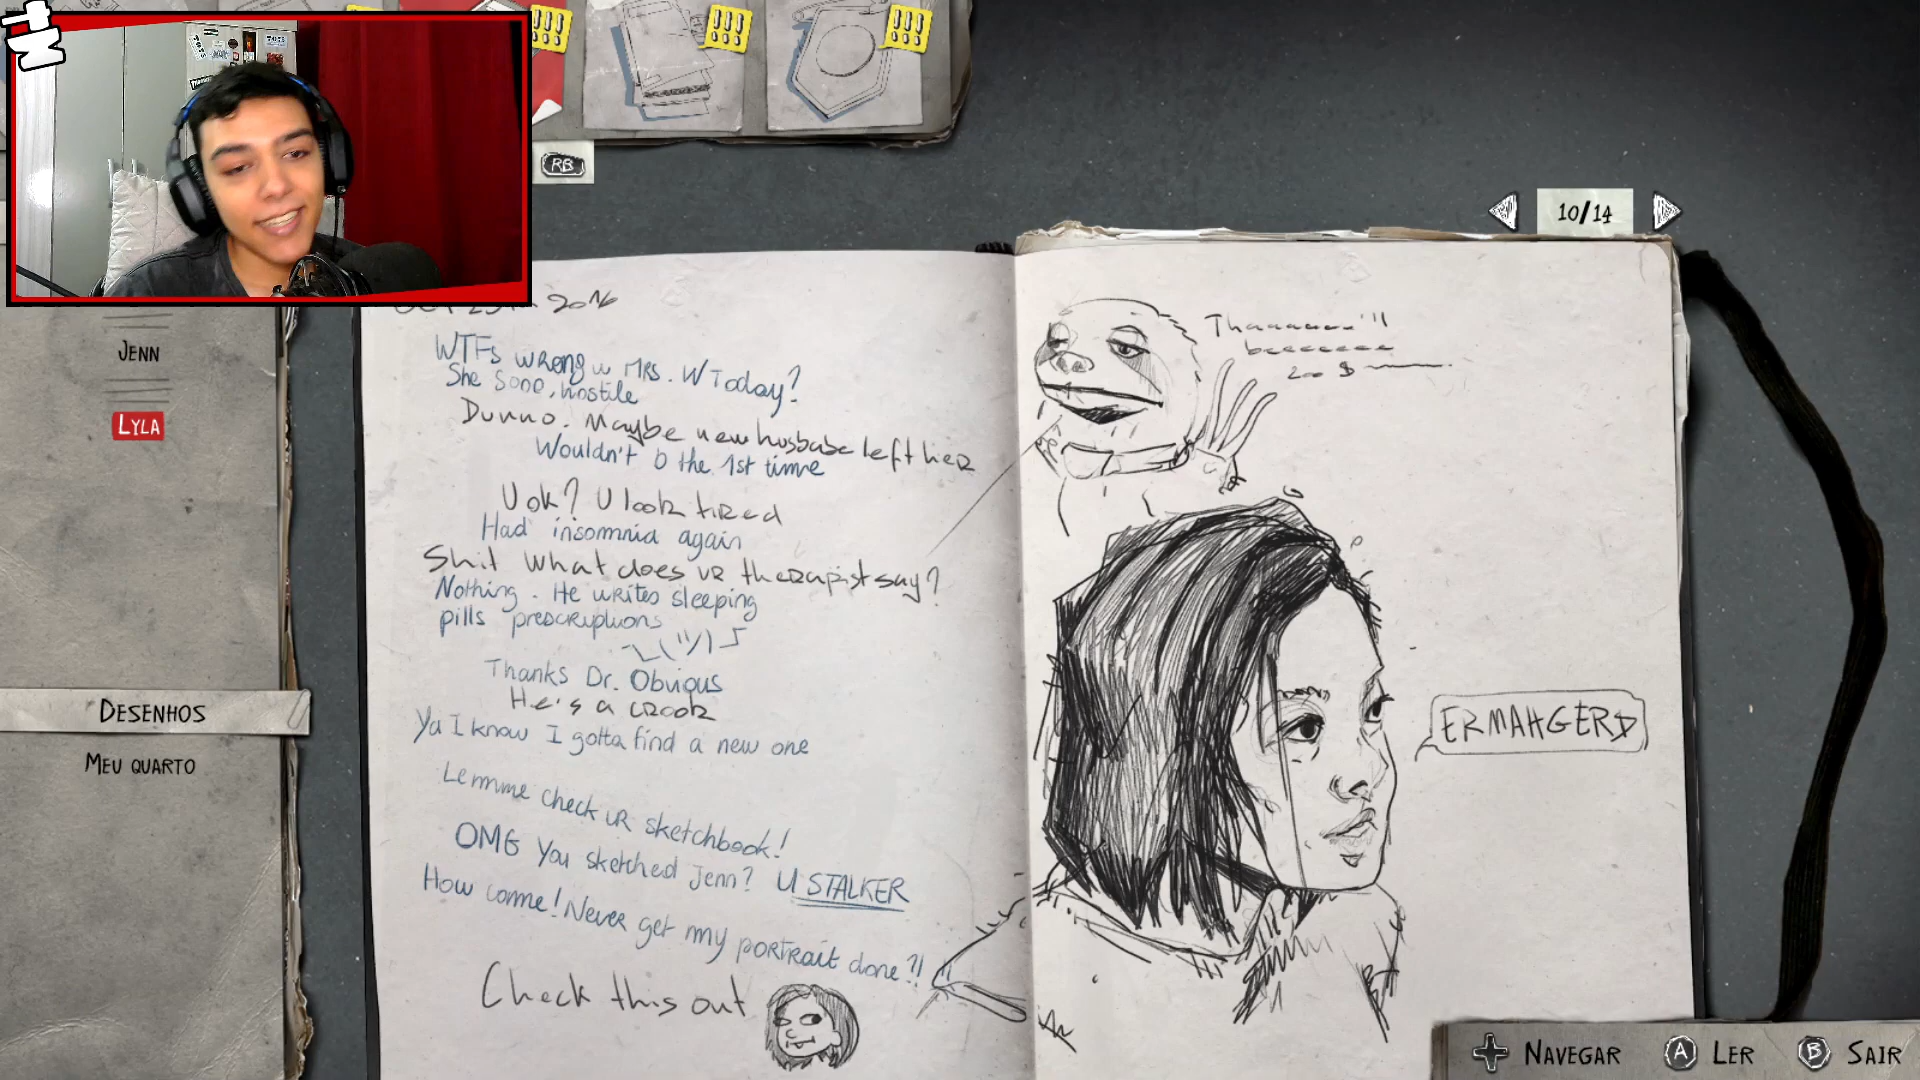 RB
10/14
JENN
LYLA
DESENHOS
MEU QUARTO
WTFs wrong w MRS. W Today?
She sooo, hostile
Dunno. Maybe new husbabe left her
Wouldn't b the 1st time
U ok? U look tired
Had insomnia again
Shit what does ur therapist say?
Nothing. He writes sleeping
pills prescriptions
¯\_(")_/¯
Thanks Dr. Obvious
He's a crook
Ya I know I gotta find a new one
Lemme check ur sketchbook!
OMG You sketched Jenn? U STALKER
How come! Never get my portrait done?!
Check this out
Thaaaaaa'll
beeeeeee
200 $
ERMAHGERD
NAVEGAR
A LER
B SAIR